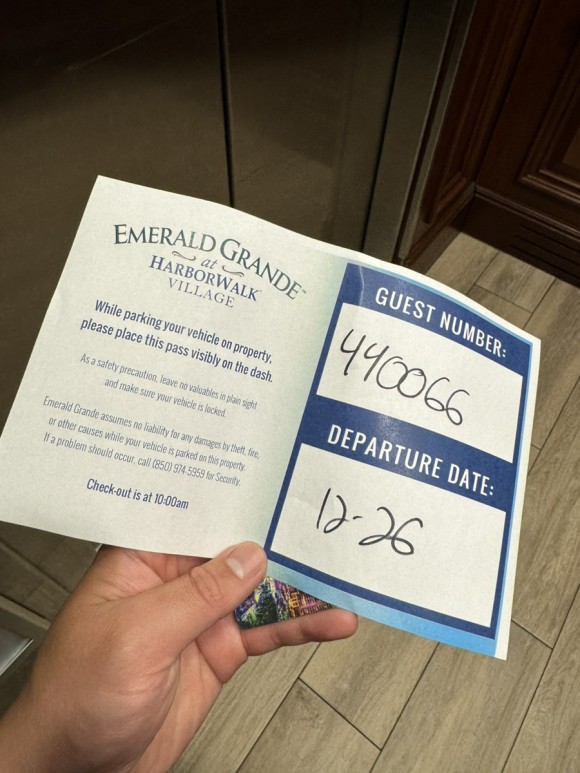 EMERALD GRANDE™
at
HARBORWALK
VILLAGE
While parking your vehicle on property,
please place this pass visibly on the dash.
As a safety precaution, leave no valuables in plain sight
and make sure your vehicle is locked.
Emerald Grande assumes no liability for any damages by theft, fire,
or other causes while your vehicle is parked on this property.
If a problem should occur, call (850) 974-5959 for Security.
Check-out is at 10:00am
GUEST NUMBER:
440066
DEPARTURE DATE:
12-26